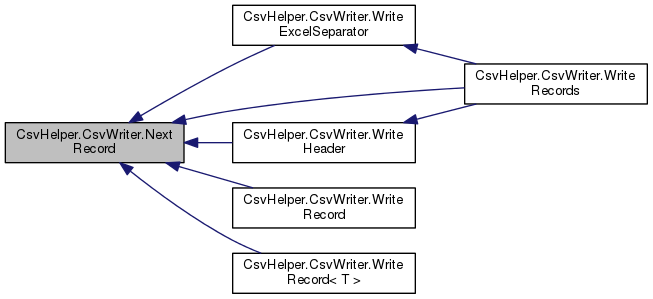 CsvHelper.CsvWriter.Write
ExcelSeparator
CsvHelper.CsvWriter.Write
Records
CsvHelper.CsvWriter.Next
Record
CsvHelper.CsvWriter.Write
Header
CsvHelper.CsvWriter.Write
Record
CsvHelper.CsvWriter.Write
Record< T >